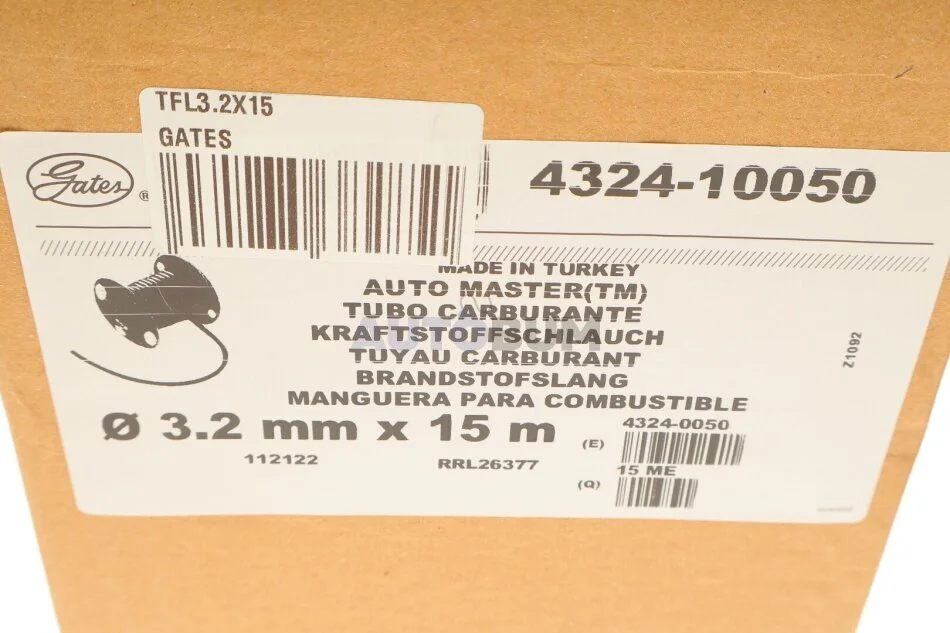 TFL3.2X15
GATES
Gates ®
4324-10050
MADE IN TURKEY
AUTO MASTER(TM)
TUBO CARBURANTE
KRAFTSTOFFSCHLAUCH
TUYAU CARBURANT
BRANDSTOFSLANG
MANGUERA PARA COMBUSTIBLE
AUTOBUM
Z1092
Ø 3.2 mm x 15 m
4324-0050
(E)
112122
RRL26377
15 ME
(Q)